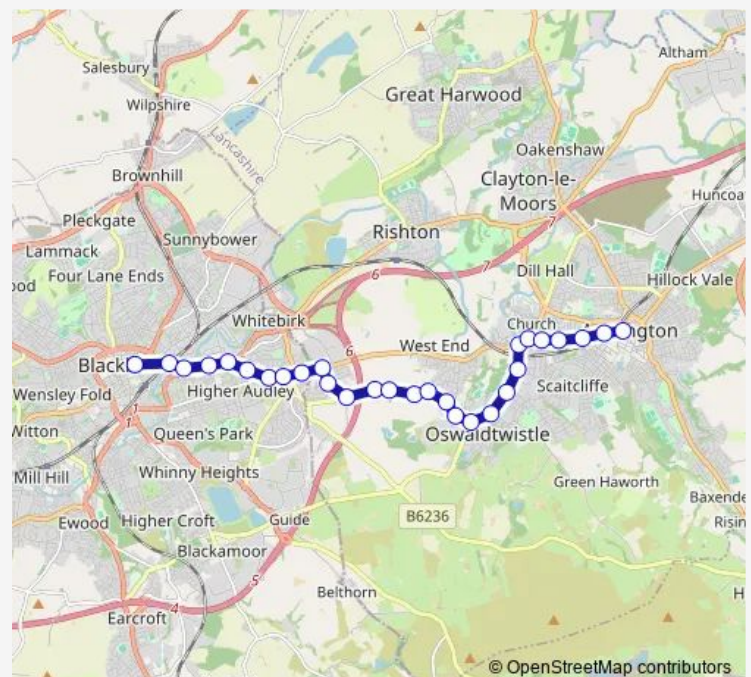 Altham
Salesbury
Great Harwood
Wilpshire
Lancashire
Oakenshaw
Brownhill
Clayton-le-
Moors
Huncoa
Pleckgate
Rishton
7
Sunnybower
Lammack
6
7
Dill Hall
ood
Four Lane Ends
Hillock Vale
Whitebirk
Church
ngton
6
West End
Black
Higher Audley
Scaitcliffe
Wensley Fold
1
1
Witton
Queen's Park
Oswaldtwistle
Mill Hill
Whinny Heights
Green Haworth
Baxende
B6236
Ewood
Higher Croft
Guide
Risin
Blackamoor
5
Belthorn
H
4
Earcroft
© OpenStreetMap contributors